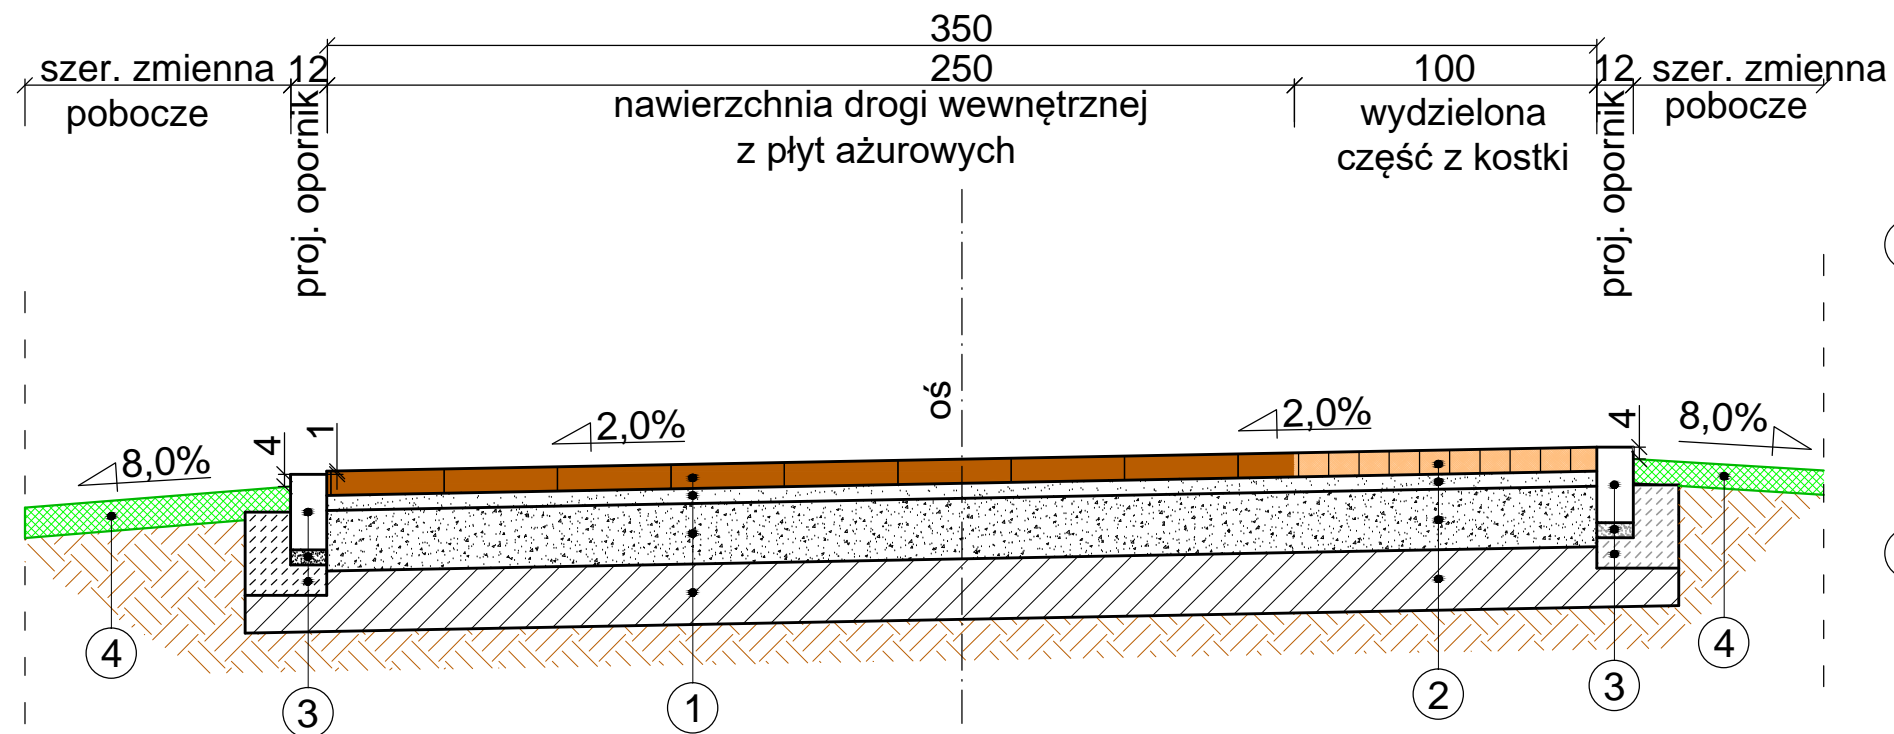 350
szer. zmienna 12 250 100 12 szer. zmienna
pobocze
nawierzchnia drogi wewnętrznej
z płyt ażurowych
wydzielona
część z kostki
pobocze
proj. opornik
proj. opornik
oś
8,0%
4
1
2,0%
2,0%
4
8,0%
4
3
1
2
3
4